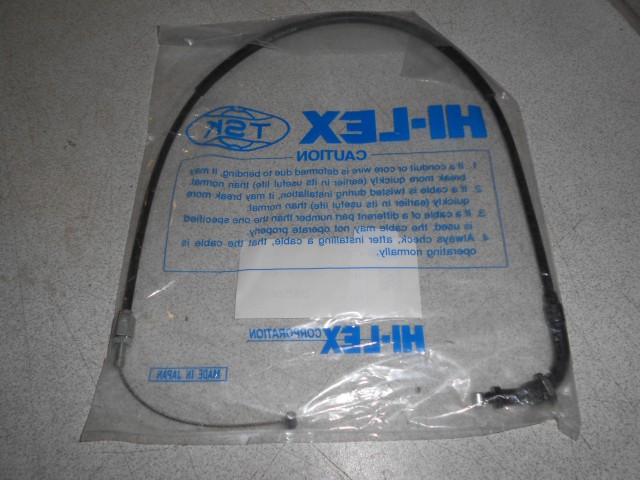 HI-LEX TSK
CAUTION
1. If a conduit or core wire is deformed due to bending, it may
break more quickly (earlier) in its useful life) than normal.
2. If a cable is twisted during installation, it may break more
quickly (earlier in its useful life) than normal.
3. If a cable of a different part number than the one specified
is used, the cable may not operate properly.
4. Always check, after installing a cable, that the cable is
operating normally.
HI-LEX CORPORATION
MADE IN JAPAN